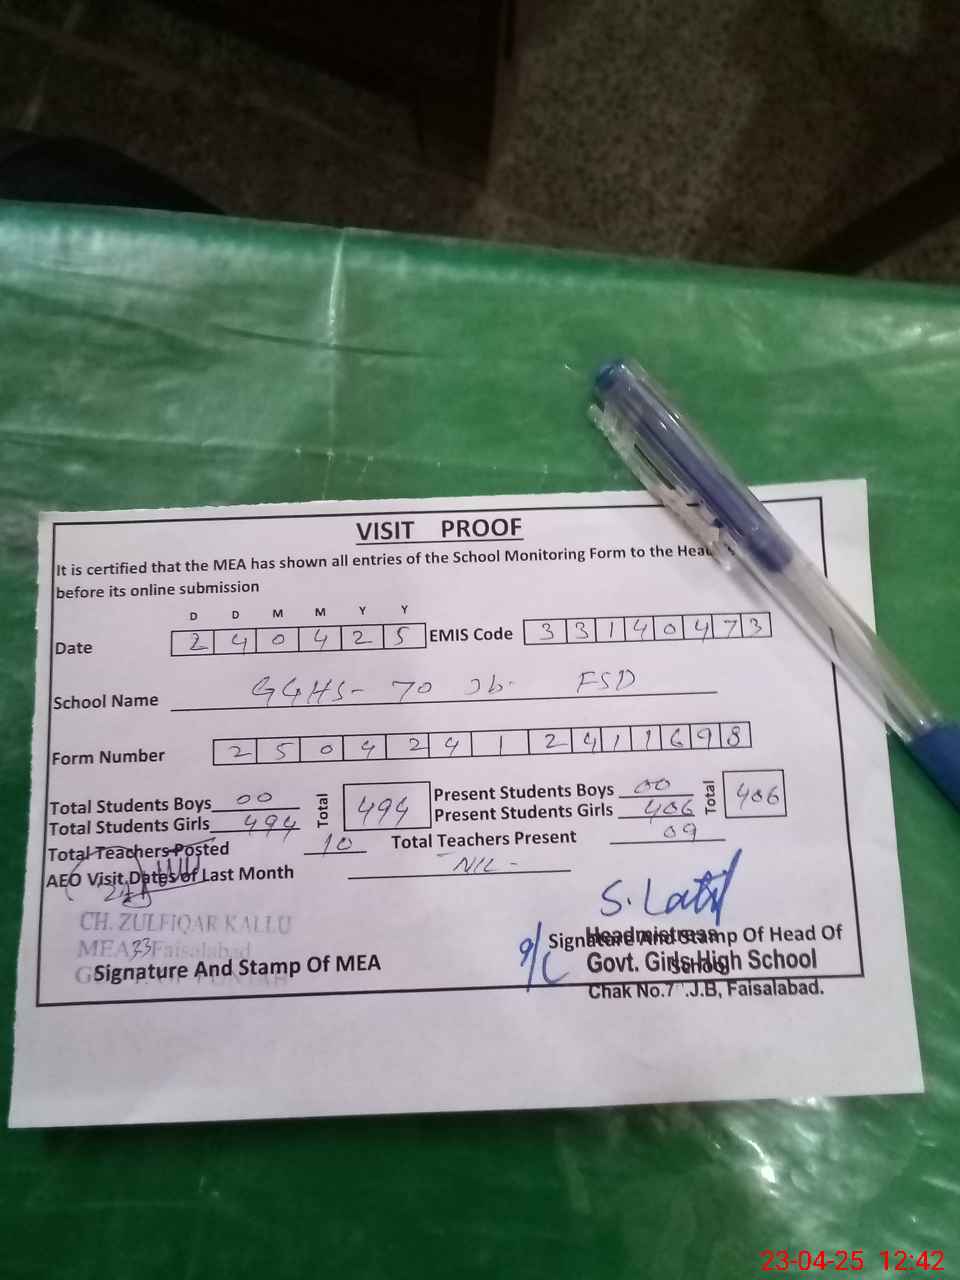 VISIT PROOF
It is certified that the MEA has shown all entries of the School Monitoring Form to the Head's
before its online submission
D D M M Y Y
Date 2 4 0 4 2 5 EMIS Code 3 3 1 4 0 4 7 3
School Name GGHS- 70 Jb- FSD
Form Number 2 5 0 4 2 4 1 2 4 1 1 6 9 8
Total Students Boys 00 Total 494 Present Students Boys 00 Total 406
Total Students Girls 494 Present Students Girls 406
Total Teachers Posted 10 Total Teachers Present 09
AEO Visit Dates of Last Month NIL -
S. Latif
CH. ZULFIQAR KALLU
MEA 33 Faisalabad
Signature And Stamp Of MEA
Signature And Stamp Of Head Of
School
9/C
Headmistress
Govt. Girls High School
Chak No.7 .J.B, Faisalabad.
23-04-25 12:42